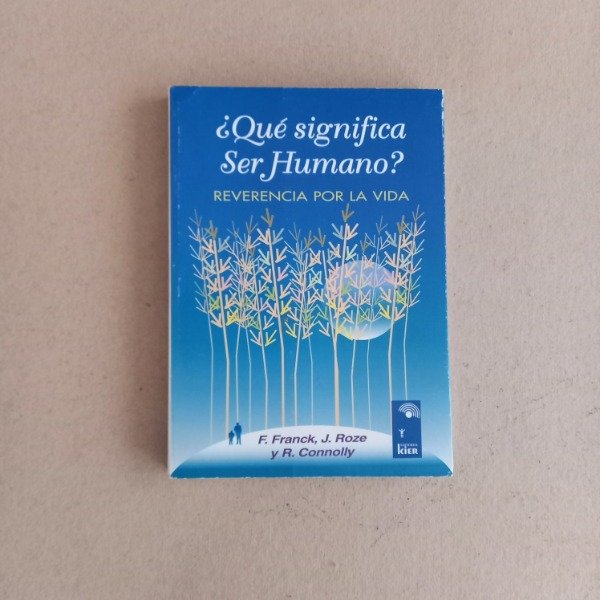 ¿Qué significa
Ser Humano?
REVERENCIA POR LA VIDA
F. Franck, J. Roze
y R. Connolly
KIER